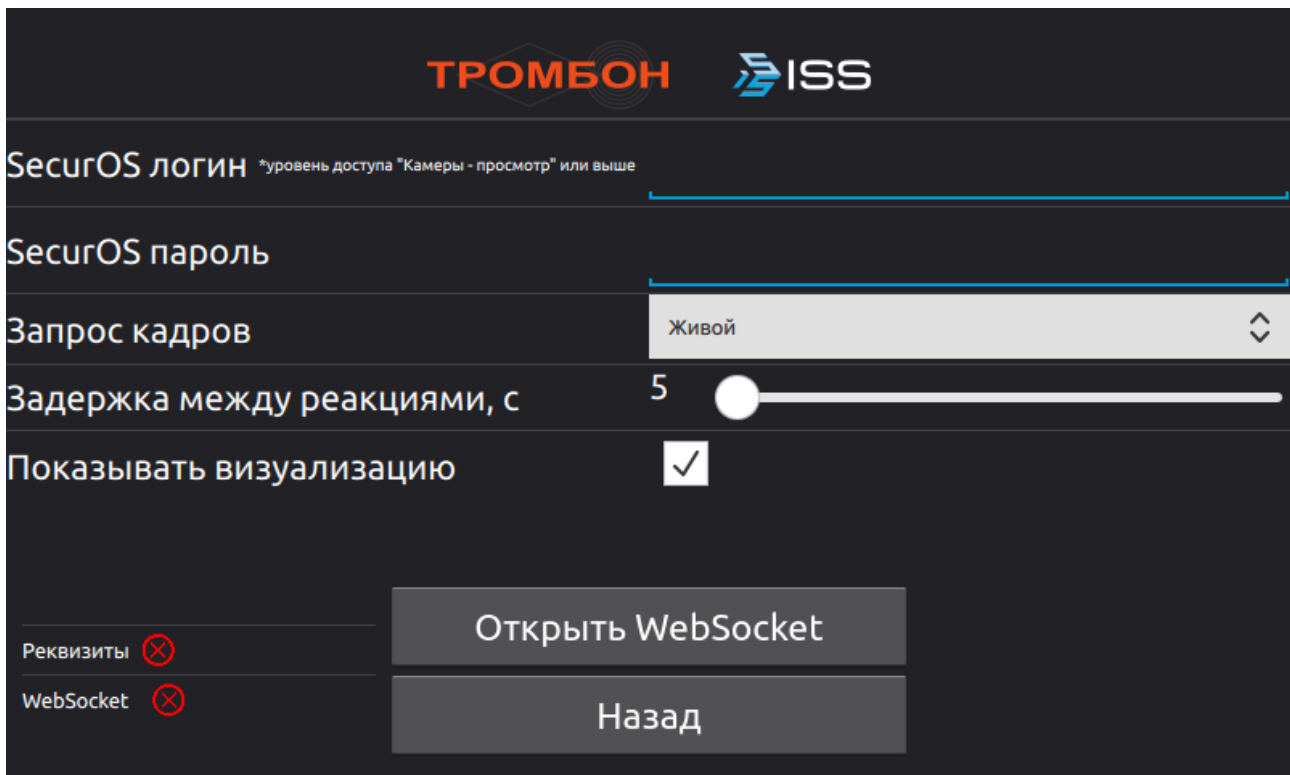 ТРОМБОН ISS
SecurOS логин *уровень доступа "Камеры - просмотр" или выше
SecurOS пароль
Запрос кадров Живой
Задержка между реакциями, с 5
Показывать визуализацию
Открыть WebSocket
Реквизиты
WebSocket
Назад